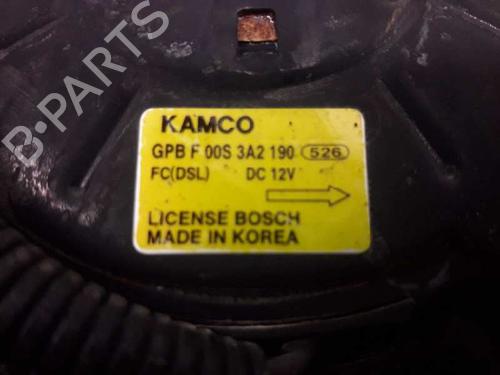 B-PARTS
KAMCO
GPB F 00S 3A2 190 526
FC(DSL) DC 12V
LICENSE BOSCH
MADE IN KOREA